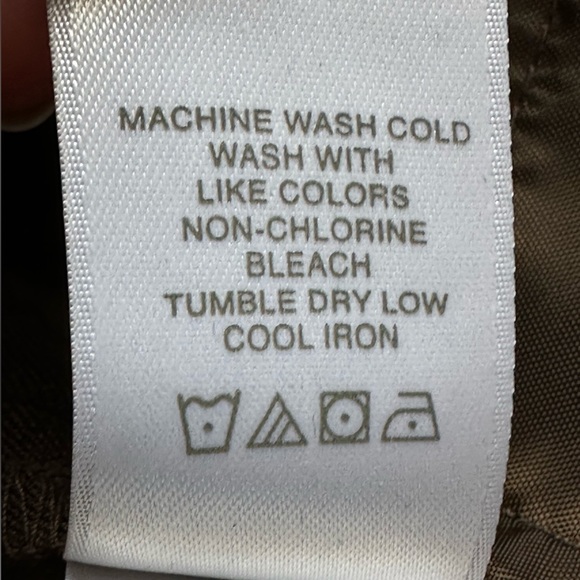 MACHINE WASH COLD
WASH WITH
LIKE COLORS
NON-CHLORINE
BLEACH
TUMBLE DRY LOW
COOL IRON